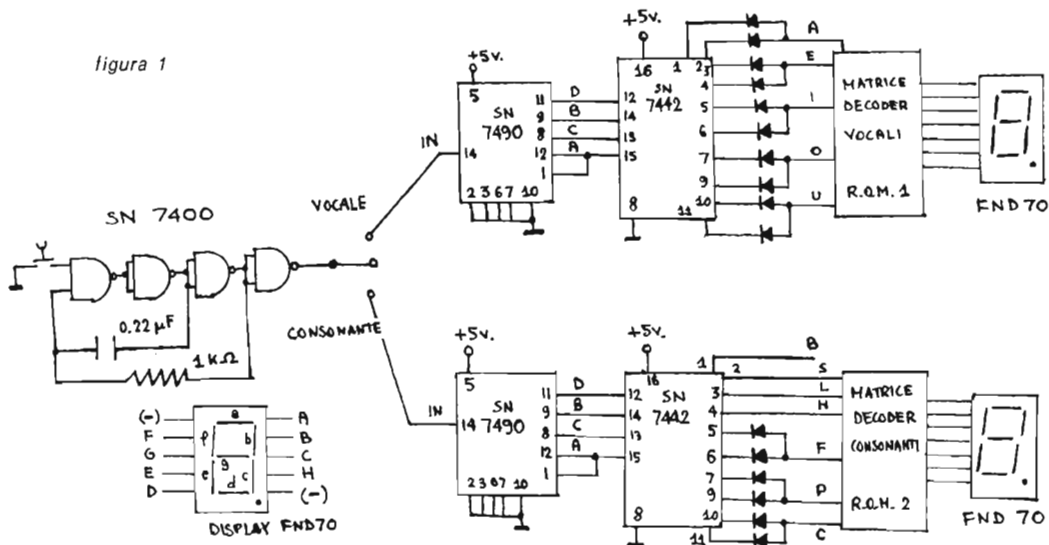 figura 1
SN 7400
0.22 µF
1 KΩ
VOCALE
CONSONANTE
IN
+5v.
5
SN
7490
14
11 D
9 B
8 C
12 A
1
2 3 6 7 10
+5v.
16
SN
7442
12
14
13
15
8
1
2
3
4
5
6
7
9
10
11
A
E
I
O
U
MATRICE
DECODER
VOCALI
R.O.M. 1
FND 70
IN
+5v.
5
SN
7490
14
11 D
9 B
8 C
12 A
1
2 3 6 7 10
+5v.
16
SN
7442
12
14
13
15
8
1
2
3
4
5
6
7
9
10
11
B
S
L
H
F
P
C
MATRICE
DECODER
CONSONANTI
R.O.M. 2
FND 70
(-) a A
F f b B
G g C
E e d c H
D (-)
DISPLAY FND70